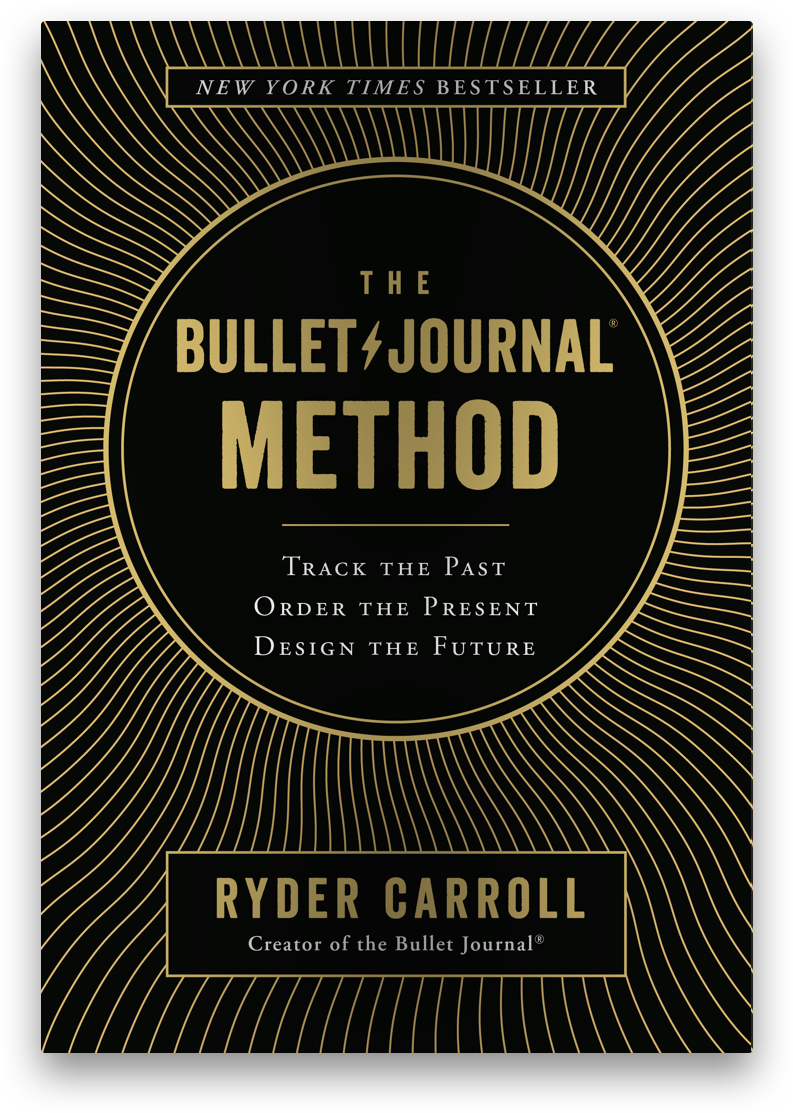 NEW YORK TIMES BESTSELLER
THE
BULLET JOURNAL®
METHOD
TRACK THE PAST
ORDER THE PRESENT
DESIGN THE FUTURE
RYDER CARROLL
Creator of the Bullet Journal®